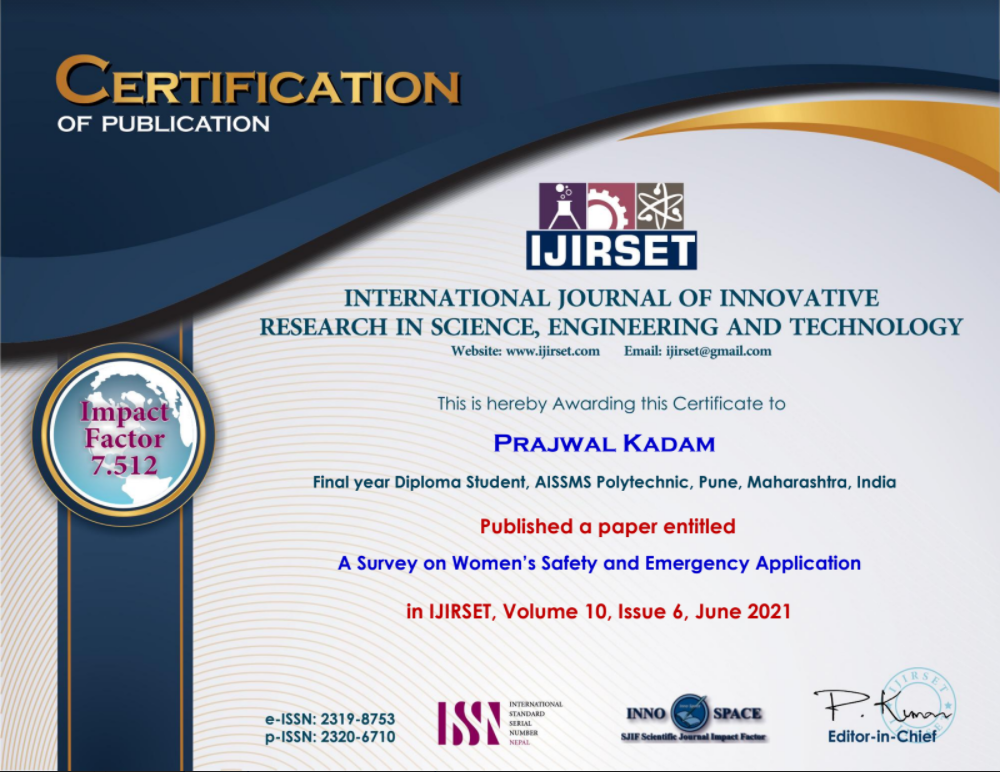 CERTIFICATION
OF PUBLICATION
IJIRSET
INTERNATIONAL JOURNAL OF INNOVATIVE
RESEARCH IN SCIENCE, ENGINEERING AND TECHNOLOGY
Website: www.ijirset.com Email: ijirset@gmail.com
Impact
Factor
7.512
This is hereby Awarding this Certificate to
PRAJWAL KADAM
Final year Diploma Student, AISSMS Polytechnic, Pune, Maharashtra, India
Published a paper entitled
A Survey on Women’s Safety and Emergency Application
in IJIRSET, Volume 10, Issue 6, June 2021
e-ISSN: 2319-8753
p-ISSN: 2320-6710
ISSN
INTERNATIONAL
STANDARD
SERIAL
NUMBER
NEPAL
INNO SPACE
SJIF Scientific Journal Impact Factor
IJIRSET
P. Kumar
Editor-in-Chief